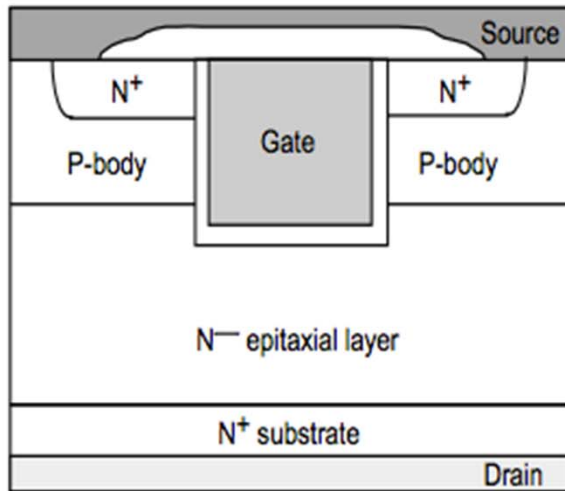 Source
N⁺ N⁺
Gate
P-body P-body
N⁻ epitaxial layer
N⁺ substrate
Drain